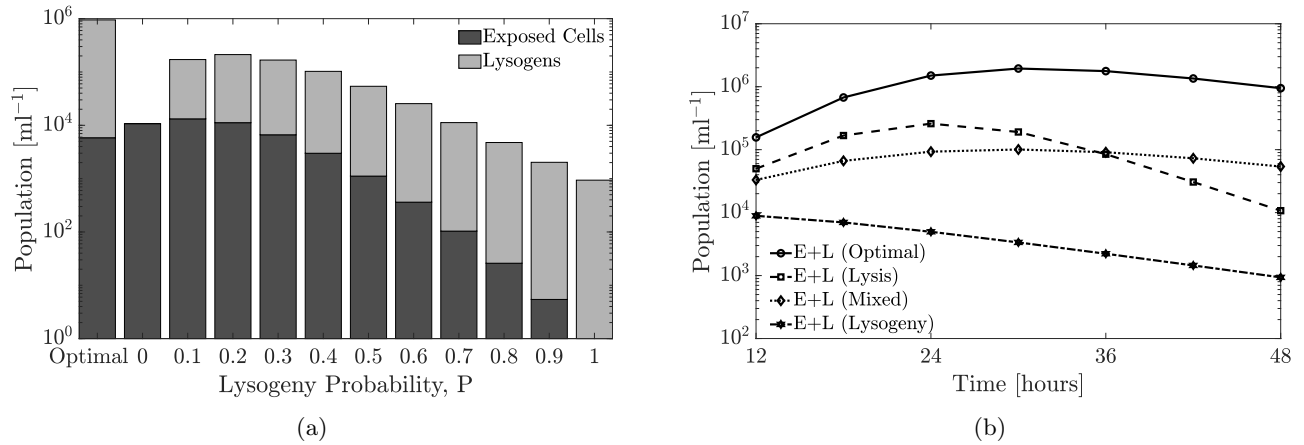 10^6
10^4
10^2
10^0
Population [ml^−1]
Exposed Cells
Lysogens
Optimal 0 0.1 0.2 0.3 0.4 0.5 0.6 0.7 0.8 0.9 1
Lysogeny Probability, P
(a)
10^7
10^6
10^5
10^4
10^3
10^2
Population [ml^−1]
E+L (Optimal)
E+L (Lysis)
E+L (Mixed)
E+L (Lysogeny)
12 24 36 48
Time [hours]
(b)